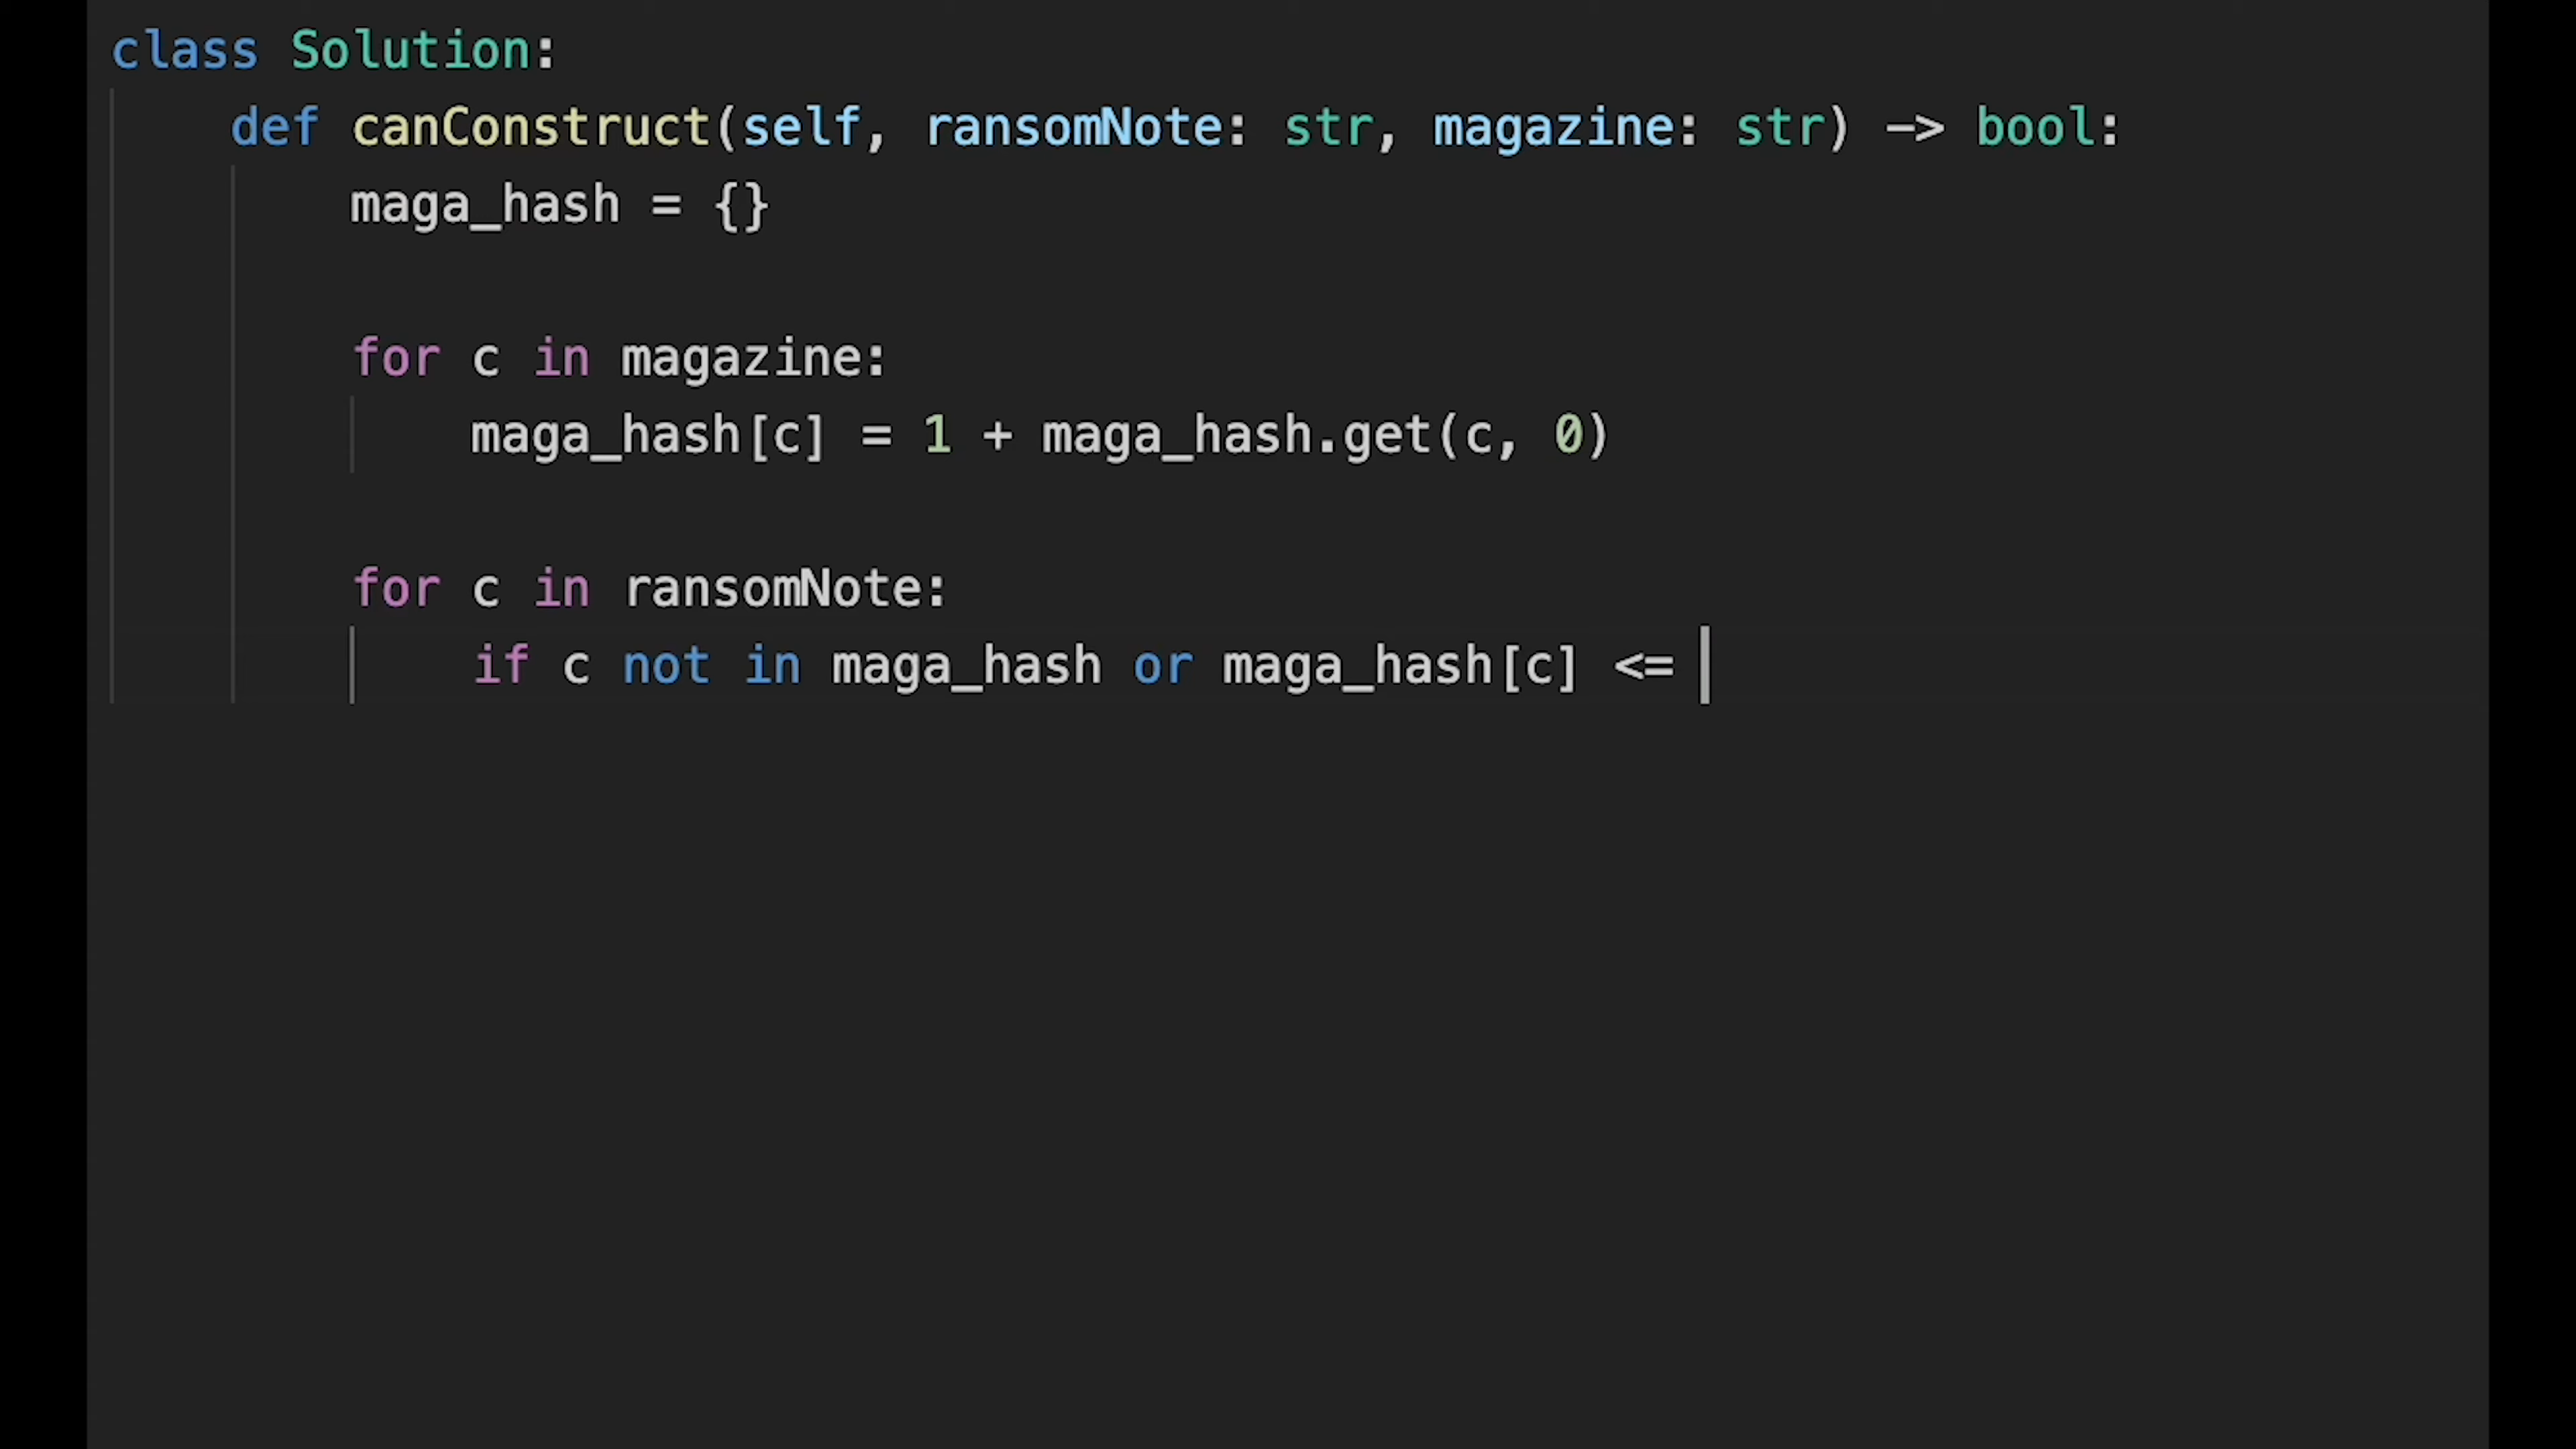 class Solution:
    def canConstruct(self, ransomNote: str, magazine: str) -> bool:
        maga_hash = {}

        for c in magazine:
            maga_hash[c] = 1 + maga_hash.get(c, 0)

        for c in ransomNote:
            if c not in maga_hash or maga_hash[c] <=